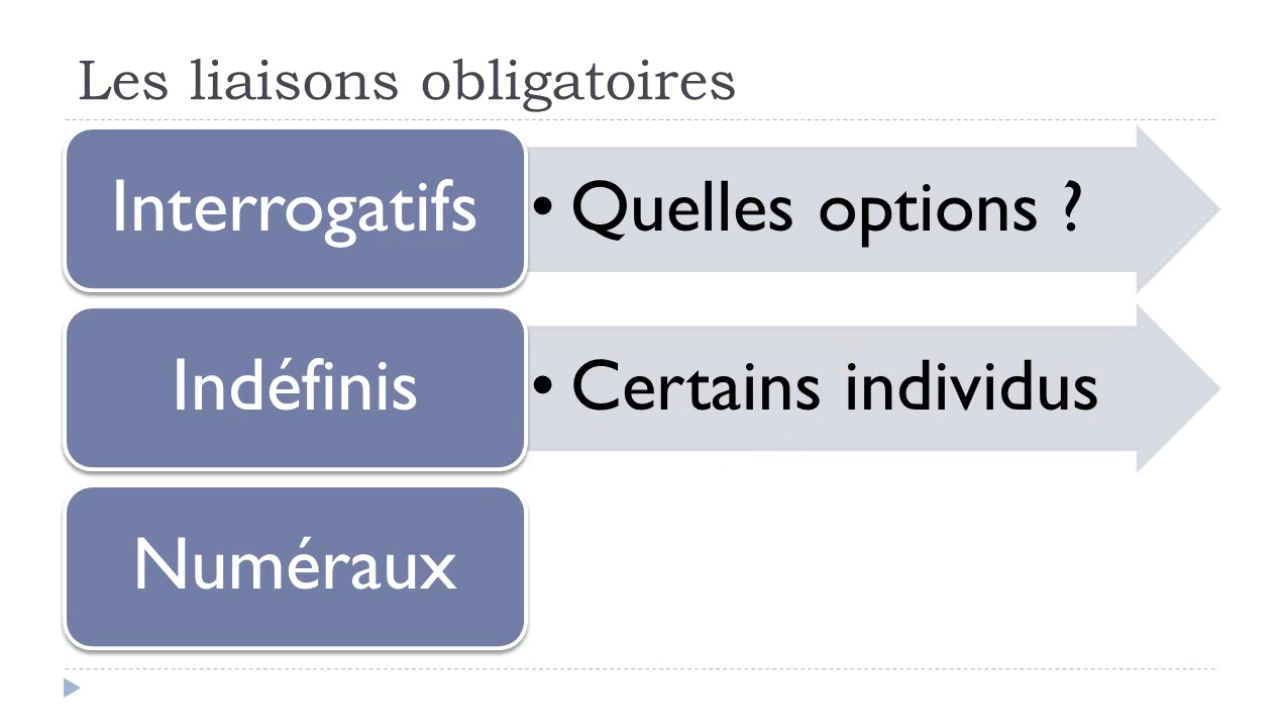 Les liaisons obligatoires
Interrogatifs
• Quelles options ?
Indéfinis
• Certains individus
Numéraux